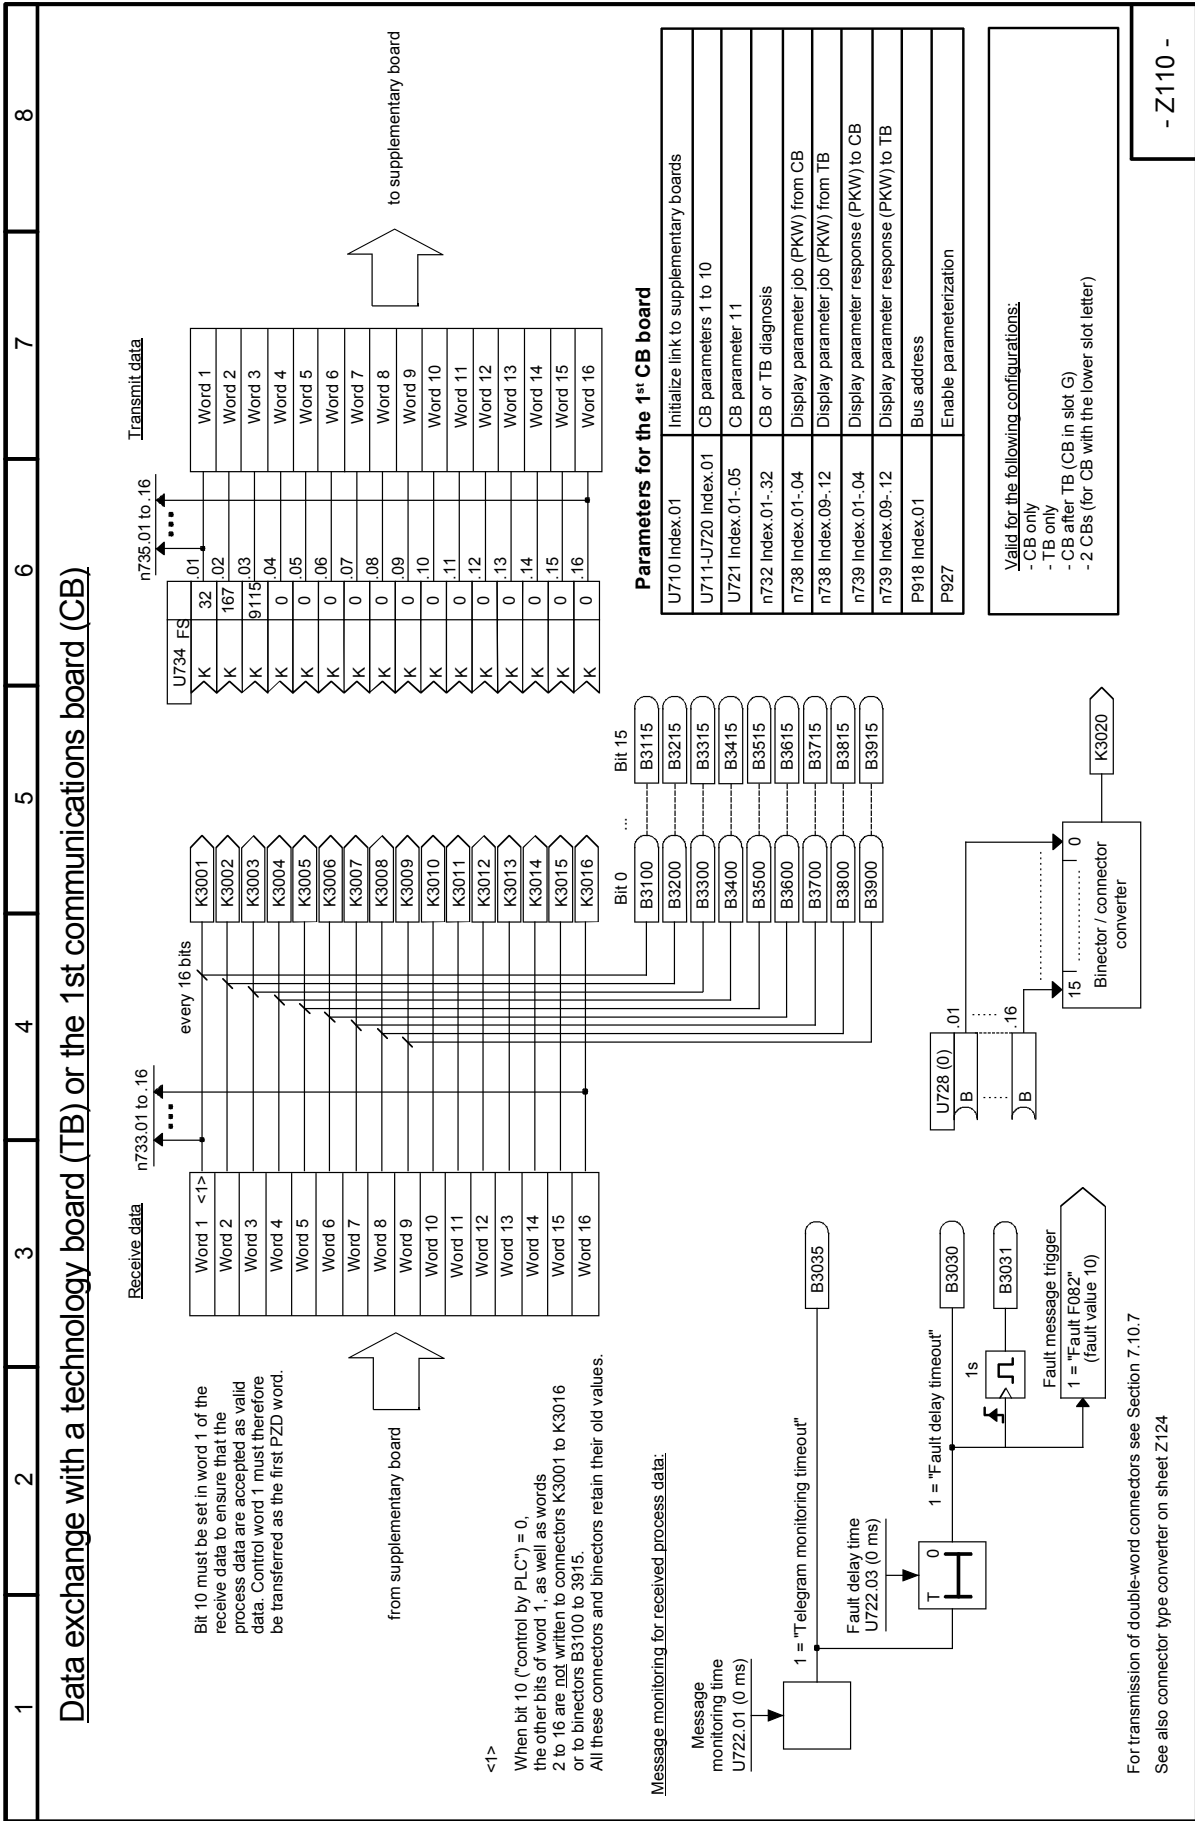 1 2 3 4 5 6 7 8
Data exchange with a technology board (TB) or the 1st communications board (CB)
Bit 10 must be set in word 1 of the
receive data to ensure that the
process data are accepted as valid
data. Control word 1 must therefore
be transferred as the first PZD word.
from supplementary board
<1>
When bit 10 ("control by PLC") = 0,
the other bits of word 1, as well as words
2 to 16 are not written to connectors K3001 to K3016
or to binectors B3100 to 3915.
All these connectors and binectors retain their old values.
Receive data
n733.01 to .16
Word 1 <1>
Word 2
Word 3
Word 4
Word 5
Word 6
Word 7
Word 8
Word 9
Word 10
Word 11
Word 12
Word 13
Word 14
Word 15
Word 16
every 16 bits
K3001
K3002
K3003
K3004
K3005
K3006
K3007
K3008
K3009
K3010
K3011
K3012
K3013
K3014
K3015
K3016
Bit 0 ... Bit 15
B3100 B3115
B3200 B3215
B3300 B3315
B3400 B3415
B3500 B3515
B3600 B3615
B3700 B3715
B3800 B3815
B3900 B3915
Transmit data
n735.01 to .16
U734 FS
K 32 .01
K 167 .02
K 9115 .03
K 0 .04
K 0 .05
K 0 .06
K 0 .07
K 0 .08
K 0 .09
K 0 .10
K 0 .11
K 0 .12
K 0 .13
K 0 .14
K 0 .15
K 0 .16
Word 1
Word 2
Word 3
Word 4
Word 5
Word 6
Word 7
Word 8
Word 9
Word 10
Word 11
Word 12
Word 13
Word 14
Word 15
Word 16
to supplementary board
Message monitoring for received process data:
Message
monitoring time
U722.01 (0 ms)
1 = "Telegram monitoring timeout"
B3035
Fault delay time
U722.03 (0 ms)
T 0
1 = "Fault delay timeout"
B3030
1s
B3031
Fault message trigger
1 = "Fault F082"
(fault value 10)
U728 (0)
B .01
B .16
15 0
Binector / connector
converter
K3020
Parameters for the 1st CB board
U710 Index.01 Initialize link to supplementary boards
U711-U720 Index.01 CB parameters 1 to 10
U721 Index.01-.05 CB parameter 11
n732 Index.01-.32 CB or TB diagnosis
n738 Index.01-.04 Display parameter job (PKW) from CB
n738 Index.09-.12 Display parameter job (PKW) from TB
n739 Index.01-.04 Display parameter response (PKW) to CB
n739 Index.09-.12 Display parameter response (PKW) to TB
P918 Index.01 Bus address
P927 Enable parameterization
Valid for the following configurations:
- CB only
- TB only
- CB after TB (CB in slot G)
- 2 CBs (for CB with the lower slot letter)
For transmission of double-word connectors see Section 7.10.7
See also connector type converter on sheet Z124
- Z110 -